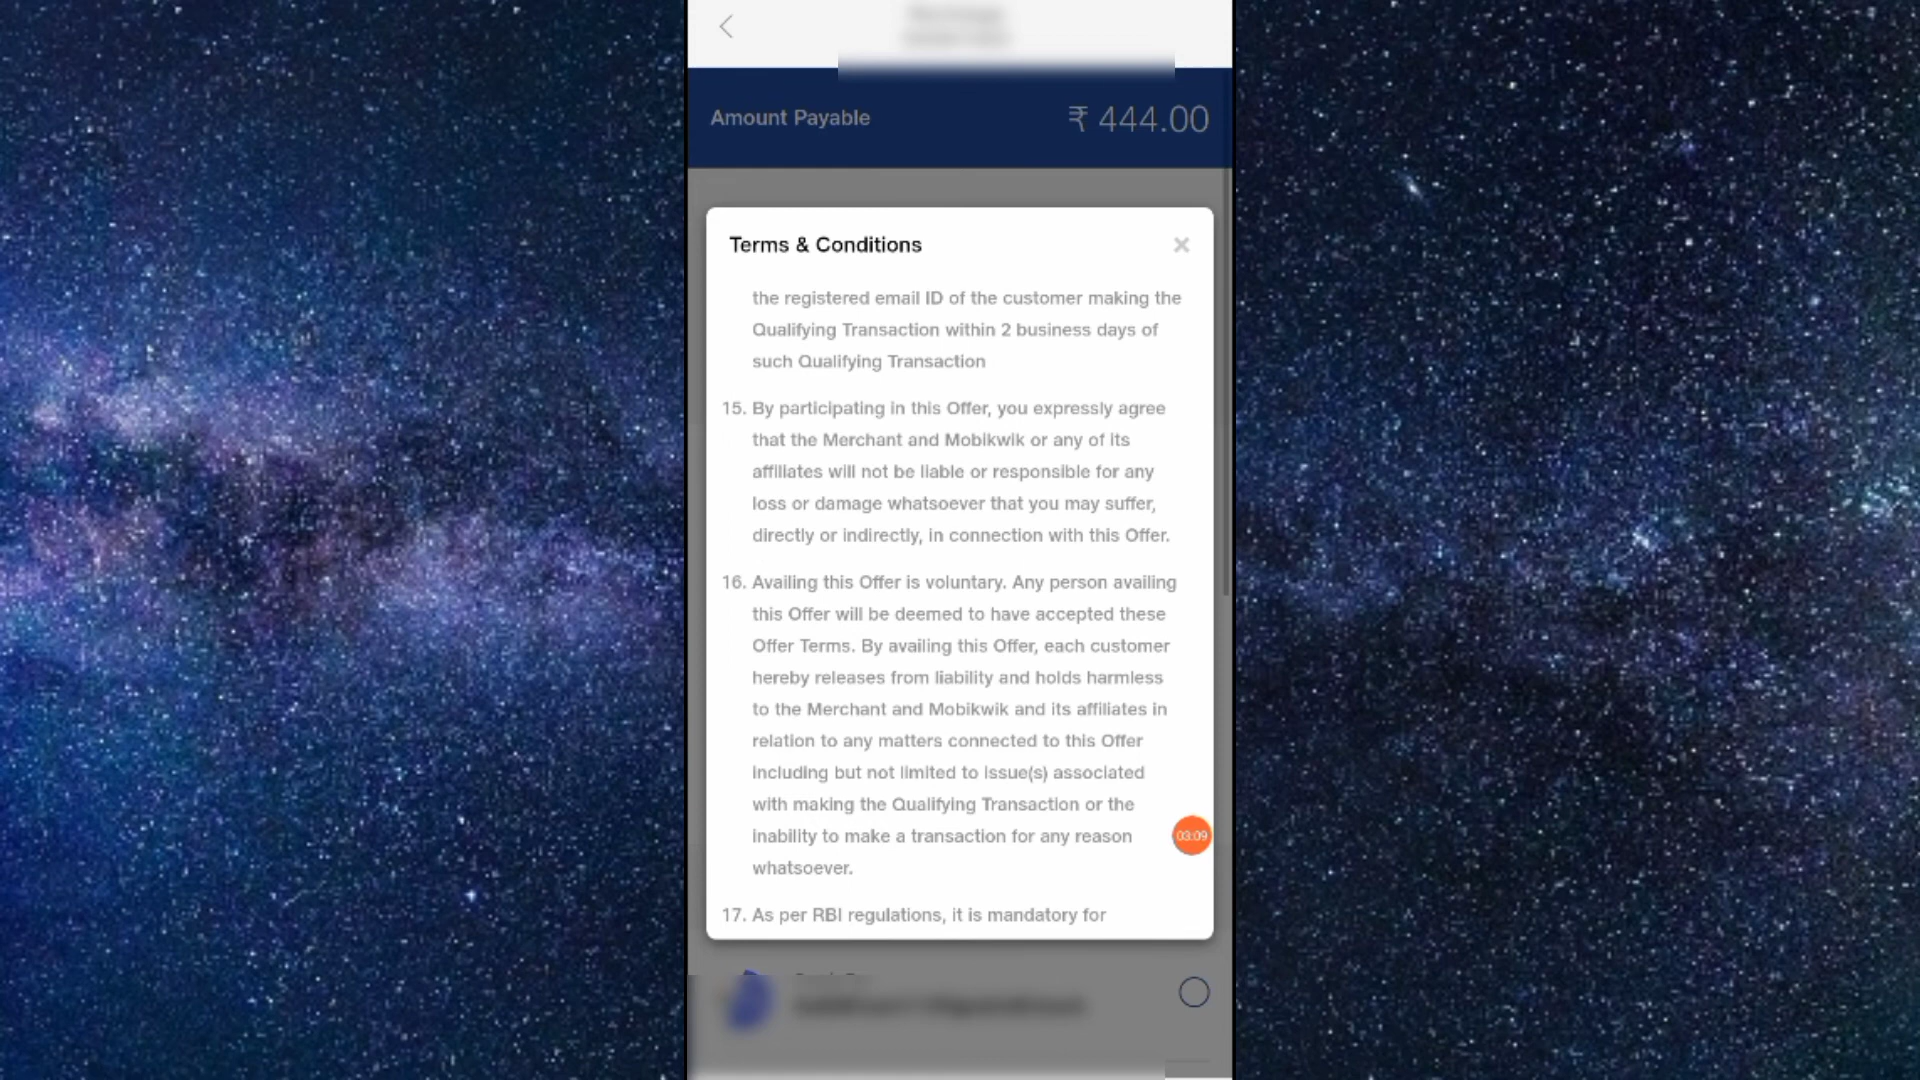 Amount Payable
₹ 444.00
Terms & Conditions
the registered email ID of the customer making the
Qualifying Transaction within 2 business days of
such Qualifying Transaction
15. By participating in this Offer, you expressly agree
that the Merchant and Mobikwik or any of its
affiliates will not be liable or responsible for any
loss or damage whatsoever that you may suffer,
directly or indirectly, in connection with this Offer.
16. Availing this Offer is voluntary. Any person availing
this Offer will be deemed to have accepted these
Offer Terms. By availing this Offer, each customer
hereby releases from liability and holds harmless
to the Merchant and Mobikwik and its affiliates in
relation to any matters connected to this Offer
including but not limited to issue(s) associated
with making the Qualifying Transaction or the
inability to make a transaction for any reason
03:09
whatsoever.
17. As per RBI regulations, it is mandatory for